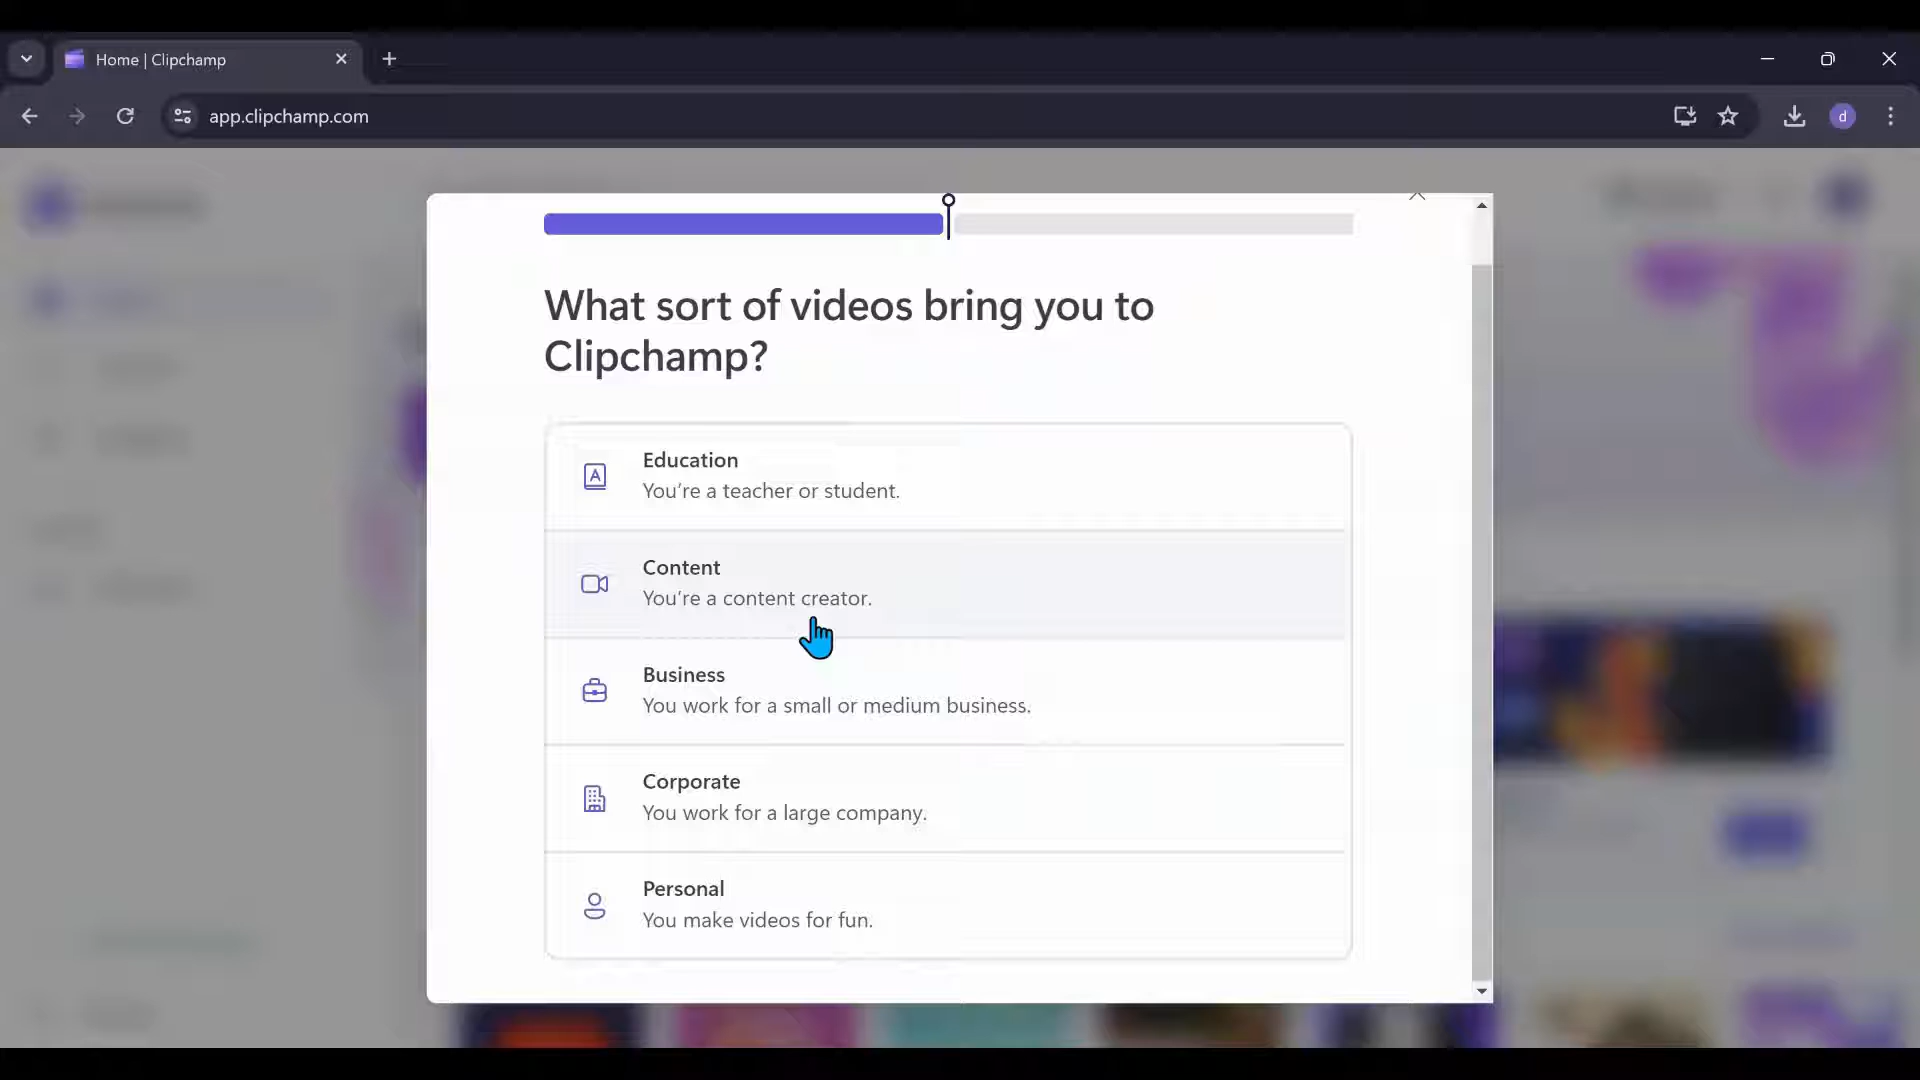 Home | Clipchamp
app.clipchamp.com
d
What sort of videos bring you to
Clipchamp?
Education
You're a teacher or student.
Content
You're a content creator.
Business
You work for a small or medium business.
Corporate
You work for a large company.
Personal
You make videos for fun.